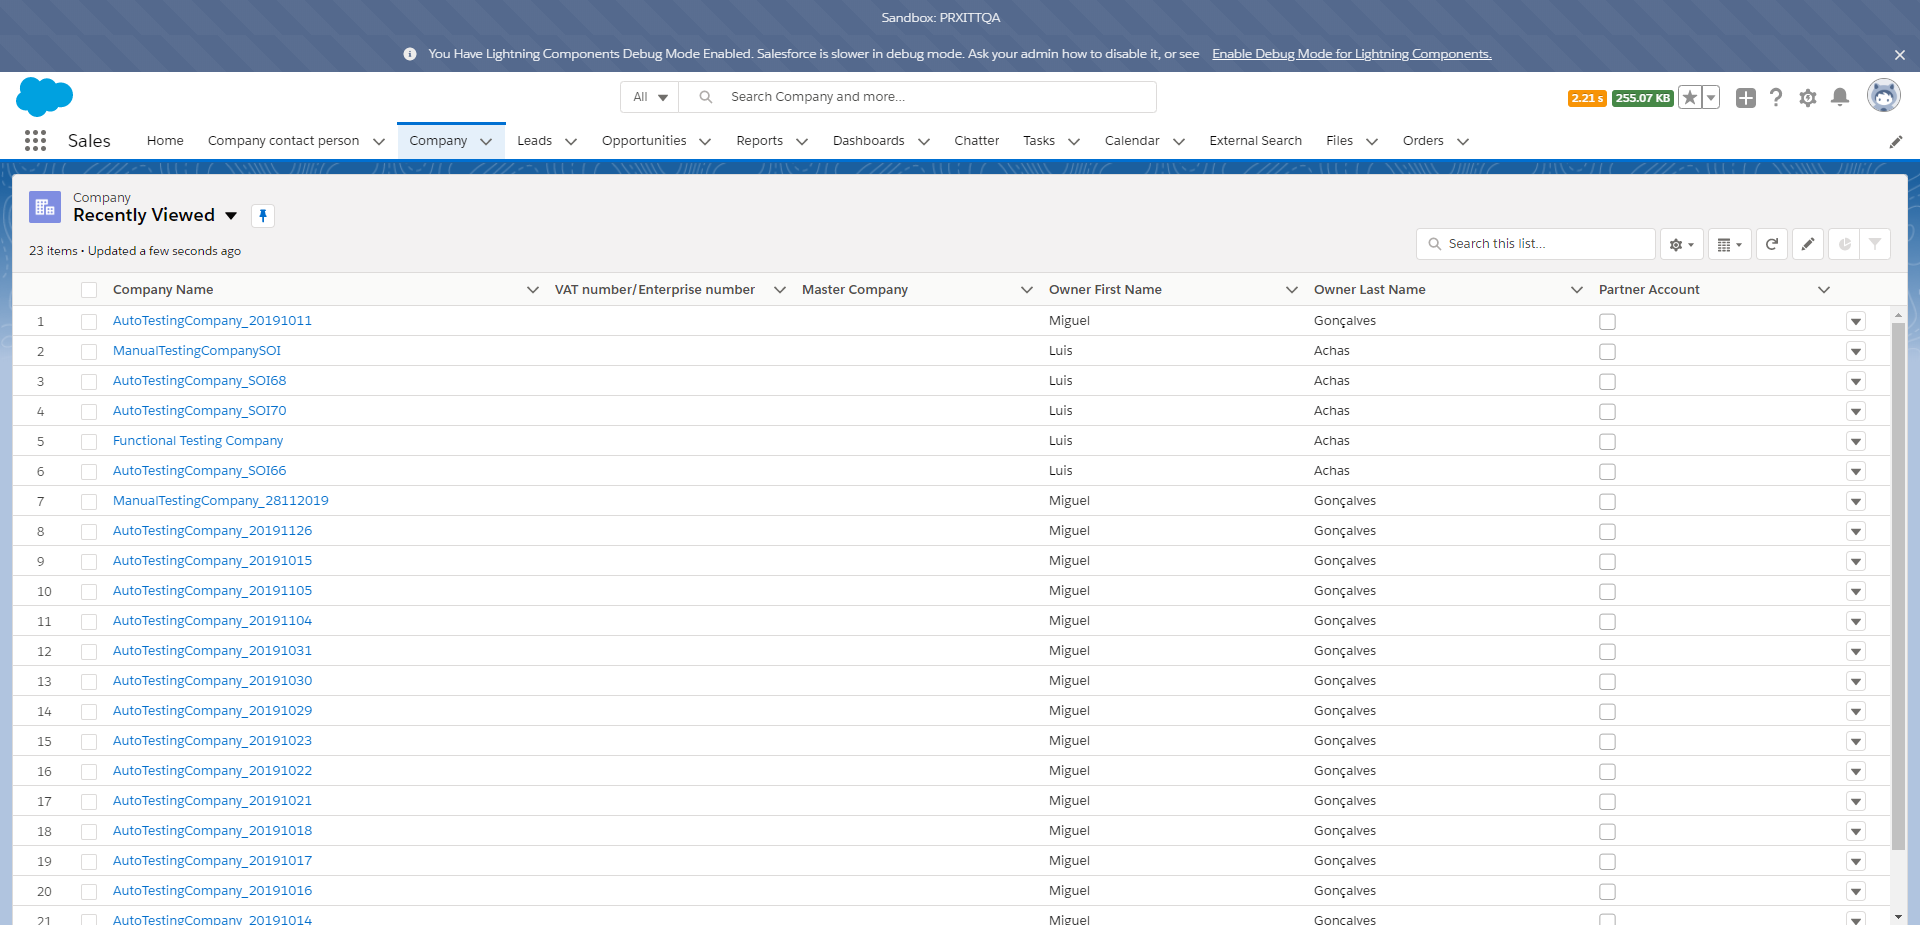 Sandbox: PRXITTQA
You Have Lightning Components Debug Mode Enabled. Salesforce is slower in debug mode. Ask your admin how to disable it, or see Enable Debug Mode for Lightning Components.
All Search Company and more... 2.21 s 255.07 KB
Sales Home Company contact person Company Leads Opportunities Reports Dashboards Chatter Tasks Calendar External Search Files Orders
Company
Recently Viewed
23 items • Updated a few seconds ago Search this list...
Company Name VAT number/Enterprise number Master Company Owner First Name Owner Last Name Partner Account
1 AutoTestingCompany_20191011 Miguel Gonçalves
2 ManualTestingCompanySOI Luis Achas
3 AutoTestingCompany_SOI68 Luis Achas
4 AutoTestingCompany_SOI70 Luis Achas
5 Functional Testing Company Luis Achas
6 AutoTestingCompany_SOI66 Luis Achas
7 ManualTestingCompany_28112019 Miguel Gonçalves
8 AutoTestingCompany_20191126 Miguel Gonçalves
9 AutoTestingCompany_20191015 Miguel Gonçalves
10 AutoTestingCompany_20191105 Miguel Gonçalves
11 AutoTestingCompany_20191104 Miguel Gonçalves
12 AutoTestingCompany_20191031 Miguel Gonçalves
13 AutoTestingCompany_20191030 Miguel Gonçalves
14 AutoTestingCompany_20191029 Miguel Gonçalves
15 AutoTestingCompany_20191023 Miguel Gonçalves
16 AutoTestingCompany_20191022 Miguel Gonçalves
17 AutoTestingCompany_20191021 Miguel Gonçalves
18 AutoTestingCompany_20191018 Miguel Gonçalves
19 AutoTestingCompany_20191017 Miguel Gonçalves
20 AutoTestingCompany_20191016 Miguel Gonçalves
21 AutoTestingCompany_20191014 Miguel Gonçalves